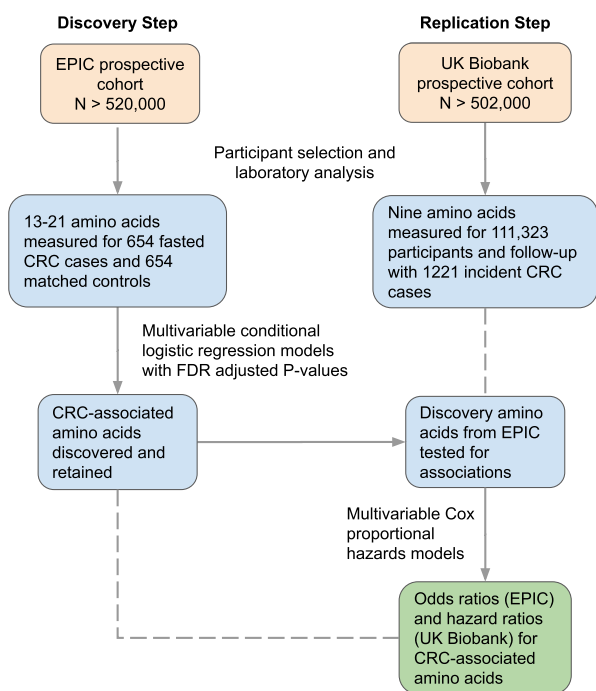 Discovery Step
Replication Step
EPIC prospective
cohort
N > 520,000
UK Biobank
prospective cohort
N > 502,000
Participant selection and
laboratory analysis
13-21 amino acids
measured for 654 fasted
CRC cases and 654
matched controls
Nine amino acids
measured for 111,323
participants and follow-up
with 1221 incident CRC
cases
Multivariable conditional
logistic regression models
with FDR adjusted P-values
CRC-associated
amino acids
discovered and
retained
Discovery amino
acids from EPIC
tested for
associations
Multivariable Cox
proportional
hazards models
Odds ratios (EPIC)
and hazard ratios
(UK Biobank) for
CRC-associated
amino acids